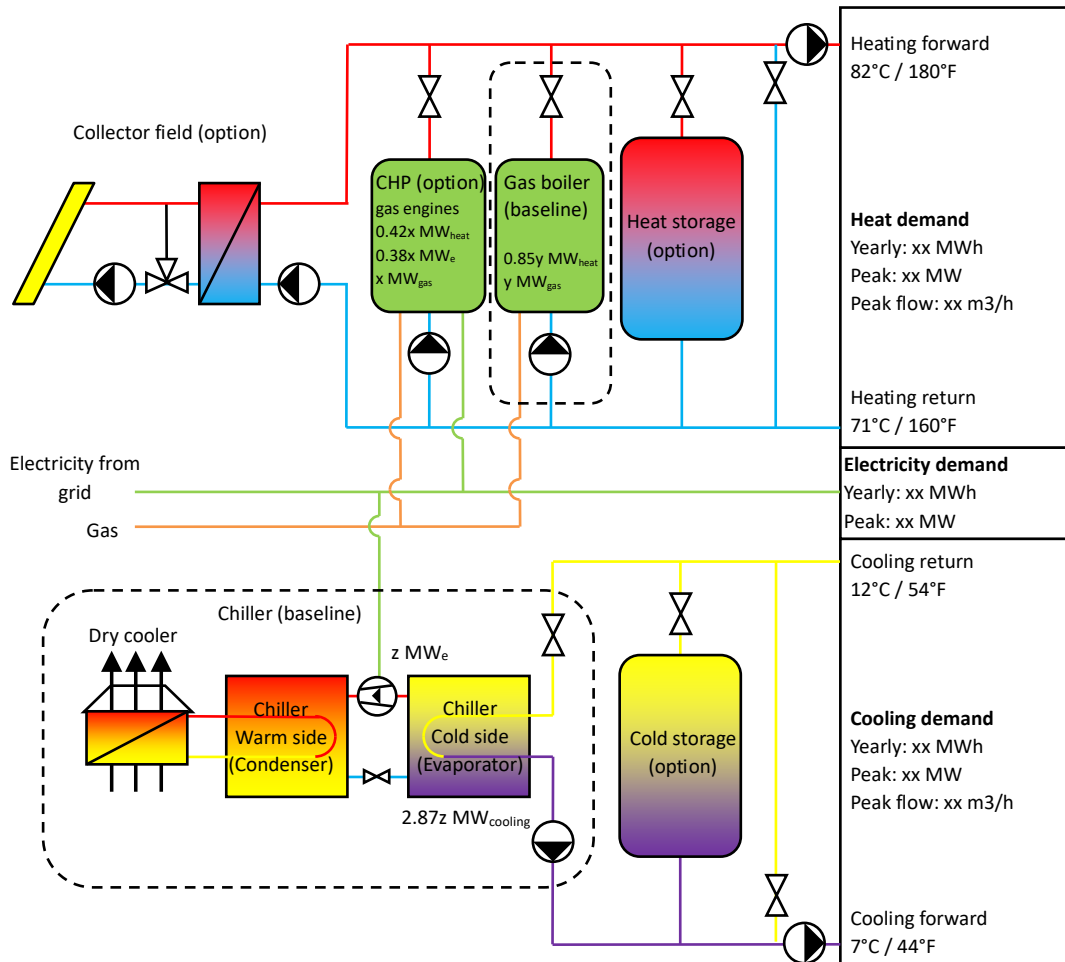 Heating forward
82°C / 180°F
Collector field (option)
CHP (option)
gas engines
0.42x MWheat
0.38x MWe
x MWgas
Gas boiler
(baseline)
0.85y MWheat
y MWgas
Heat storage
(option)
Heat demand
Yearly: xx MWh
Peak: xx MW
Peak flow: xx m3/h
Heating return
71°C / 160°F
Electricity from
grid
Gas
Electricity demand
Yearly: xx MWh
Peak: xx MW
Cooling return
12°C / 54°F
Chiller (baseline)
Dry cooler
z MWe
Chiller
Warm side
(Condenser)
Chiller
Cold side
(Evaporator)
2.87z MWcooling
Cold storage
(option)
Cooling demand
Yearly: xx MWh
Peak: xx MW
Peak flow: xx m3/h
Cooling forward
7°C / 44°F